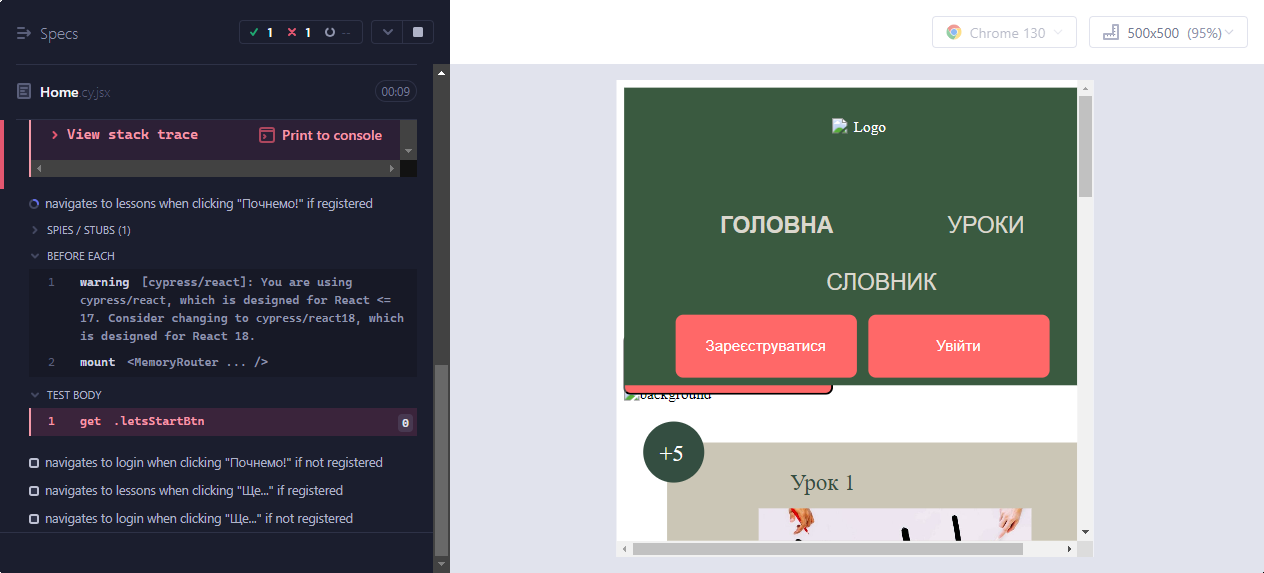 Specs
1
1
--
Chrome 130
500x500 (95%)
Home.cy.jsx
00:09
View stack trace
Print to console
navigates to lessons when clicking "Почнемо!" if registered
SPIES / STUBS (1)
BEFORE EACH
1 warning [cypress/react]: You are using
cypress/react, which is designed for React <=
17. Consider changing to cypress/react18, which
is designed for React 18.
2 mount <MemoryRouter ... />
TEST BODY
1 get .letsStartBtn 0
navigates to login when clicking "Почнемо!" if not registered
navigates to lessons when clicking "Ще..." if registered
navigates to login when clicking "Ще..." if not registered
Logo
ГОЛОВНА
УРОКИ
СЛОВНИК
Зареєструватися
Увійти
background
+5
Урок 1